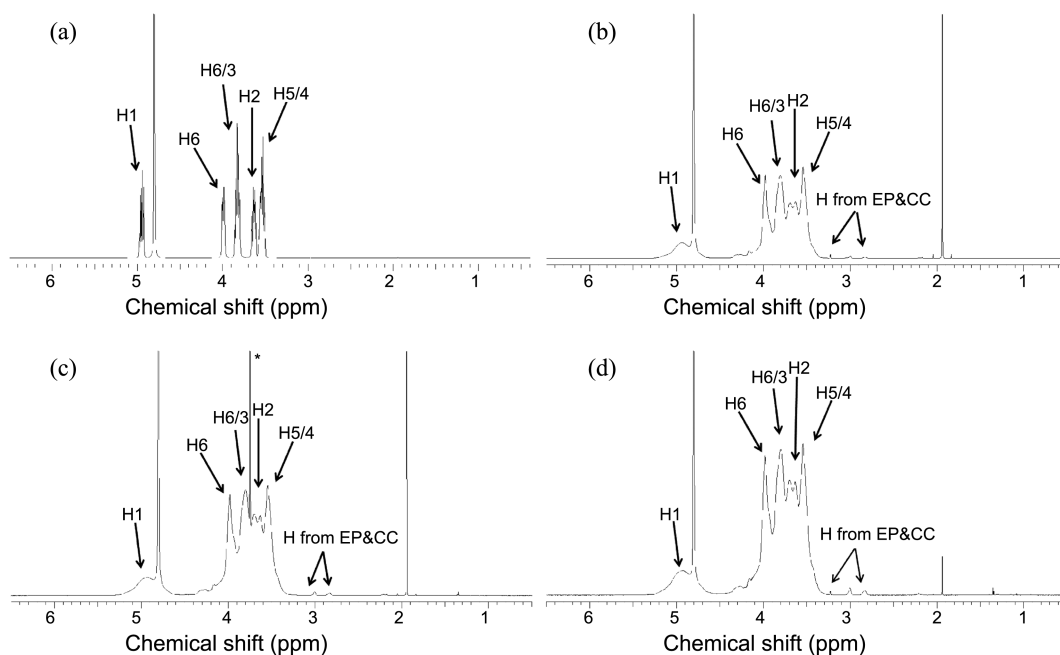 (a)
H6/3
H2
H5/4
H1
H6
6 5 4 3 2 1
Chemical shift (ppm)
(b)
H6/3
H2
H6
H5/4
H1
H from EP&CC
6 5 4 3 2 1
Chemical shift (ppm)
(c)
*
H6/3
H2
H6
H5/4
H1
H from EP&CC
6 5 4 3 2 1
Chemical shift (ppm)
(d)
H2
H6/3
H6
H5/4
H1
H from EP&CC
6 5 4 3 2 1
Chemical shift (ppm)